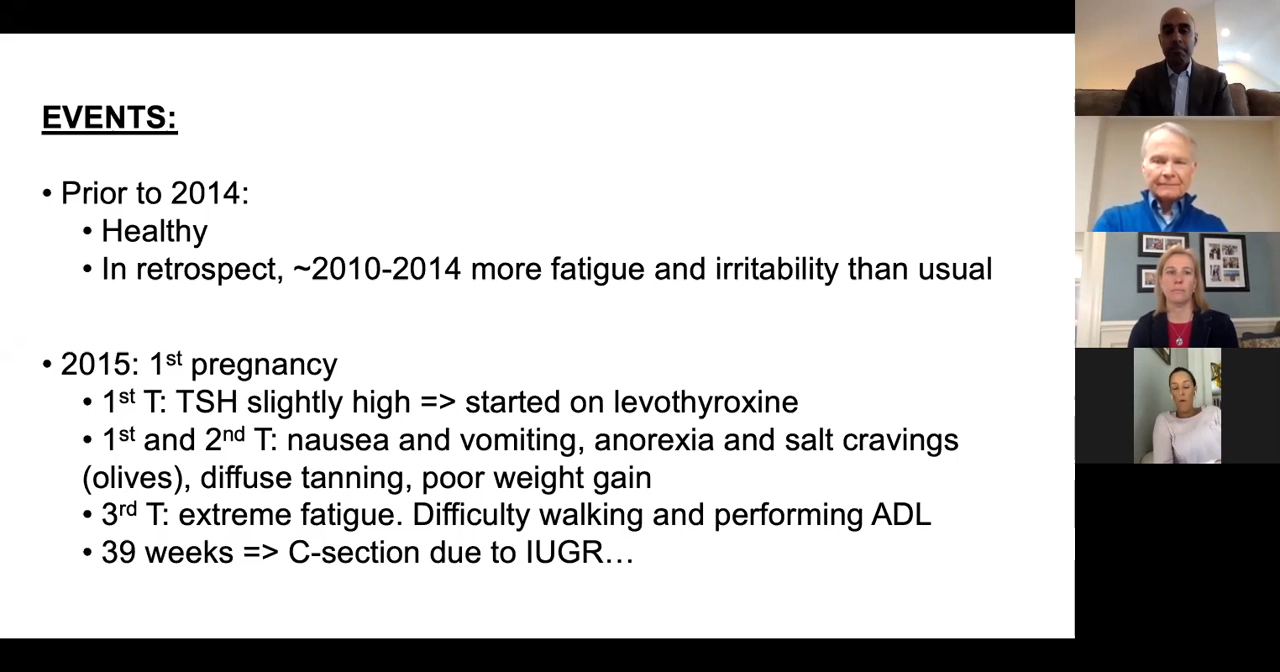 EVENTS:
• Prior to 2014:
• Healthy
• In retrospect, ~2010-2014 more fatigue and irritability than usual
• 2015: 1st pregnancy
• 1st T: TSH slightly high => started on levothyroxine
• 1st and 2nd T: nausea and vomiting, anorexia and salt cravings
(olives), diffuse tanning, poor weight gain
• 3rd T: extreme fatigue. Difficulty walking and performing ADL
• 39 weeks => C-section due to IUGR…